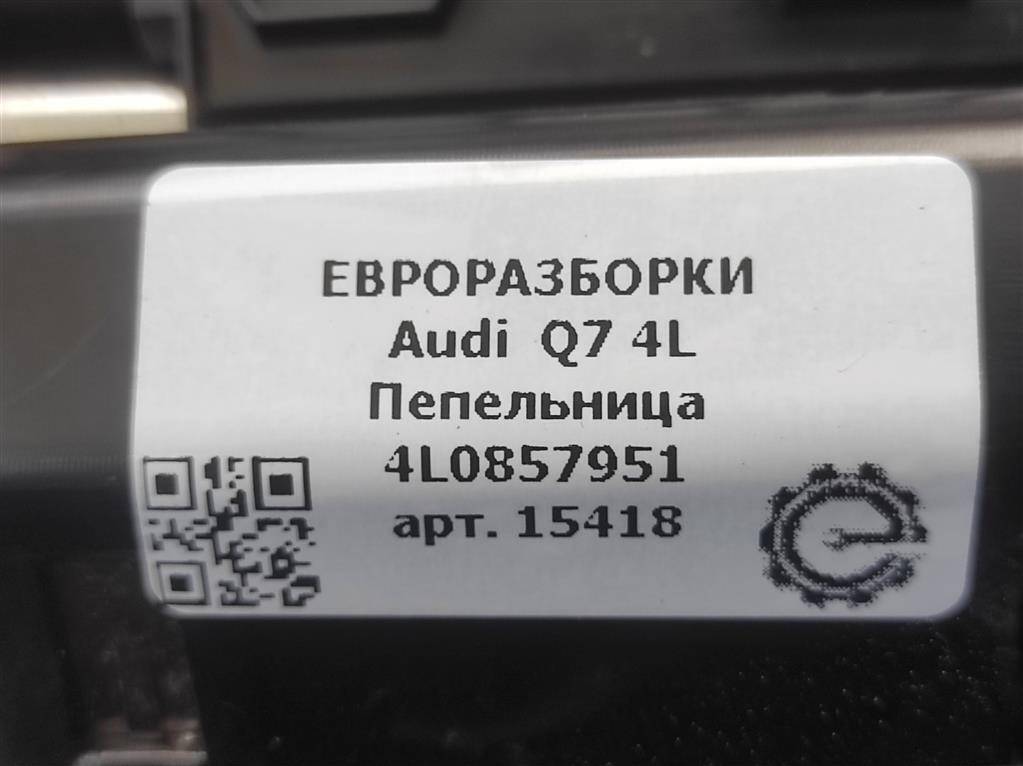 ЕВРОРАЗБОРКИ
Audi Q7 4L
Пепельница
4L0857951
арт. 15418